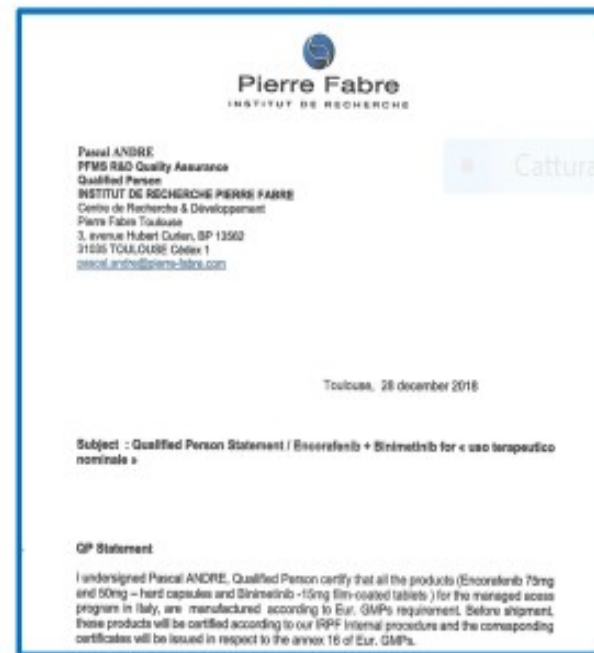 Pierre Fabre
INSTITUT DE RECHERCHE
Pascal ANDRE
PFMS R&D Quality Assurance
Qualified Person
INSTITUT DE RECHERCHE PIERRE FABRE
Centre de Recherche & Développement
Pierre Fabre Toulouse
3, avenue Hubert Curien, BP 13562
31035 TOULOUSE Cédex 1
pascal.andre@pierre-fabre.com
Cattura
Toulouse, 28 december 2018
Subject : Qualified Person Statement / Encorafenib + Binimetinib for « uso terapeutico
nominale »
QP Statement
I undersigned Pascal ANDRE, Qualified Person certify that all the products (Encorafenib 75mg
and 50mg – hard capsules and Binimetinib -15mg film-coated tablets ) for the managed acess
program in Italy, are manufactured according to Eur. GMPs requirement. Before shipment,
these products will be certified according to our IRPF internal procedure and the corresponding
certificates will be issued in respect to the annex 16 of Eur. GMPs.